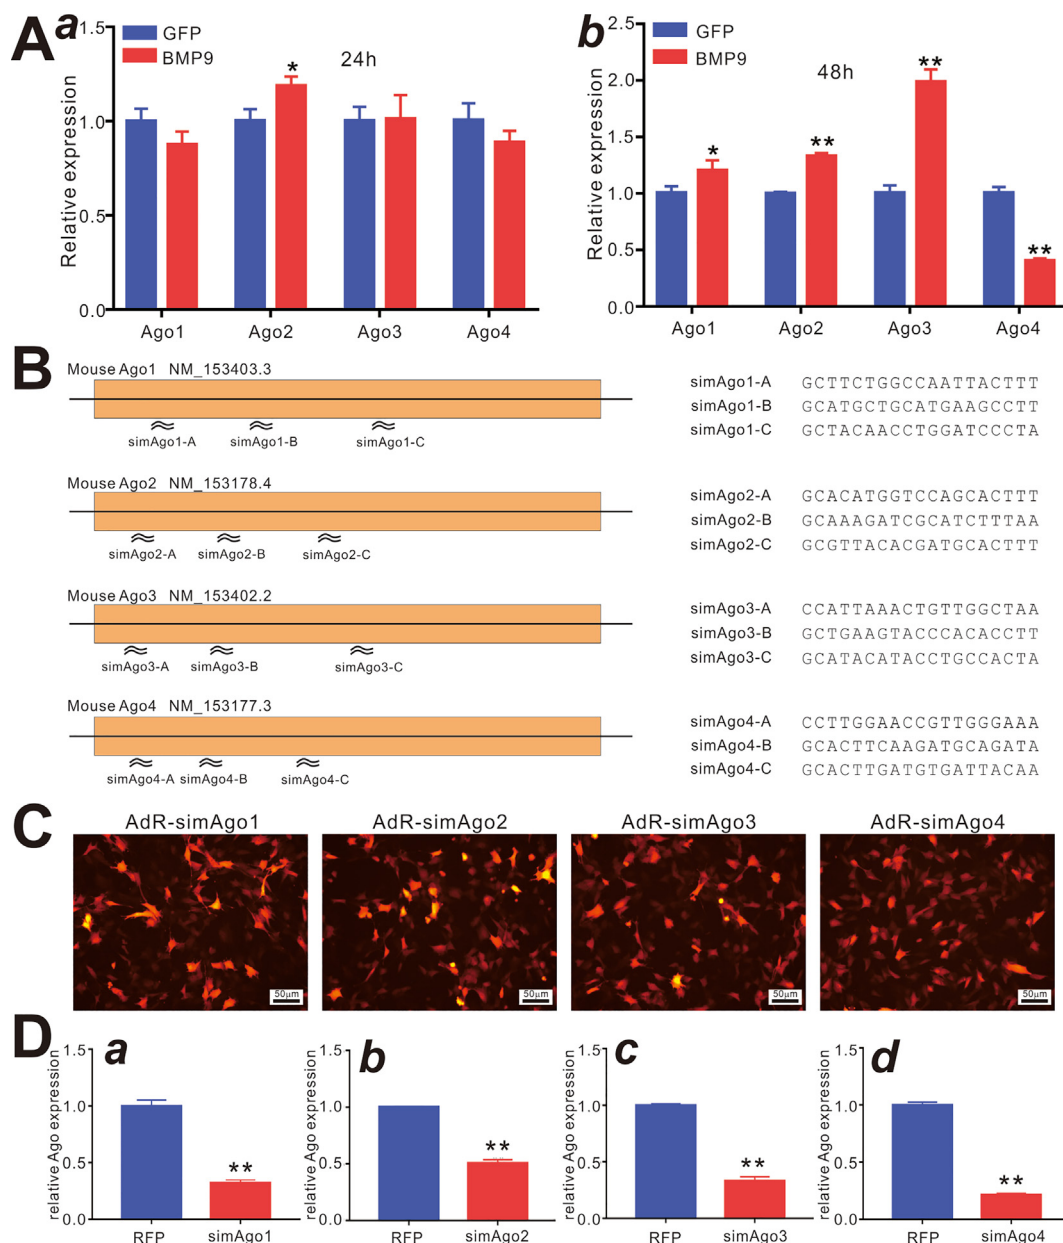 A
a
1.5
1.0
0.5
0.0
Relative expression
GFP
BMP9
24h
*
Ago1 Ago2 Ago3 Ago4
b
2.5
2.0
1.5
1.0
0.5
0.0
Relative expression
GFP
BMP9
48h
* ** ** **
Ago1 Ago2 Ago3 Ago4
B
Mouse Ago1 NM_153403.3
simAgo1-A simAgo1-B simAgo1-C
simAgo1-A GCTTCTGGCCAATTACTTT
simAgo1-B GCATGCTGCATGAAGCCTT
simAgo1-C GCTACAACCTGGATCCCTA
Mouse Ago2 NM_153178.4
simAgo2-A simAgo2-B simAgo2-C
simAgo2-A GCACATGGTCCAGCACTTT
simAgo2-B GCAAAGATCGCATCTTTAA
simAgo2-C GCGTTACACGATGCACTTT
Mouse Ago3 NM_153402.2
simAgo3-A simAgo3-B simAgo3-C
simAgo3-A CCATTAAACTGTTGGCTAA
simAgo3-B GCTGAAGTACCCACACCTT
simAgo3-C GCATACATACCTGCCACTA
Mouse Ago4 NM_153177.3
simAgo4-A simAgo4-B simAgo4-C
simAgo4-A CCTTGGAACCGTTGGGAAA
simAgo4-B GCACTTCAAGATGCAGATA
simAgo4-C GCACTTGATGTGATTACAA
C
AdR-simAgo1 AdR-simAgo2 AdR-simAgo3 AdR-simAgo4
50μm 50μm 50μm 50μm
D
a
relative Ago expression
1.5
1.0
0.5
0.0
**
RFP simAgo1
b
relative Ago expression
1.5
1.0
0.5
0.0
**
RFP simAgo2
c
relative Ago expression
1.5
1.0
0.5
0.0
**
RFP simAgo3
d
relative Ago expression
1.5
1.0
0.5
0.0
**
RFP simAgo4